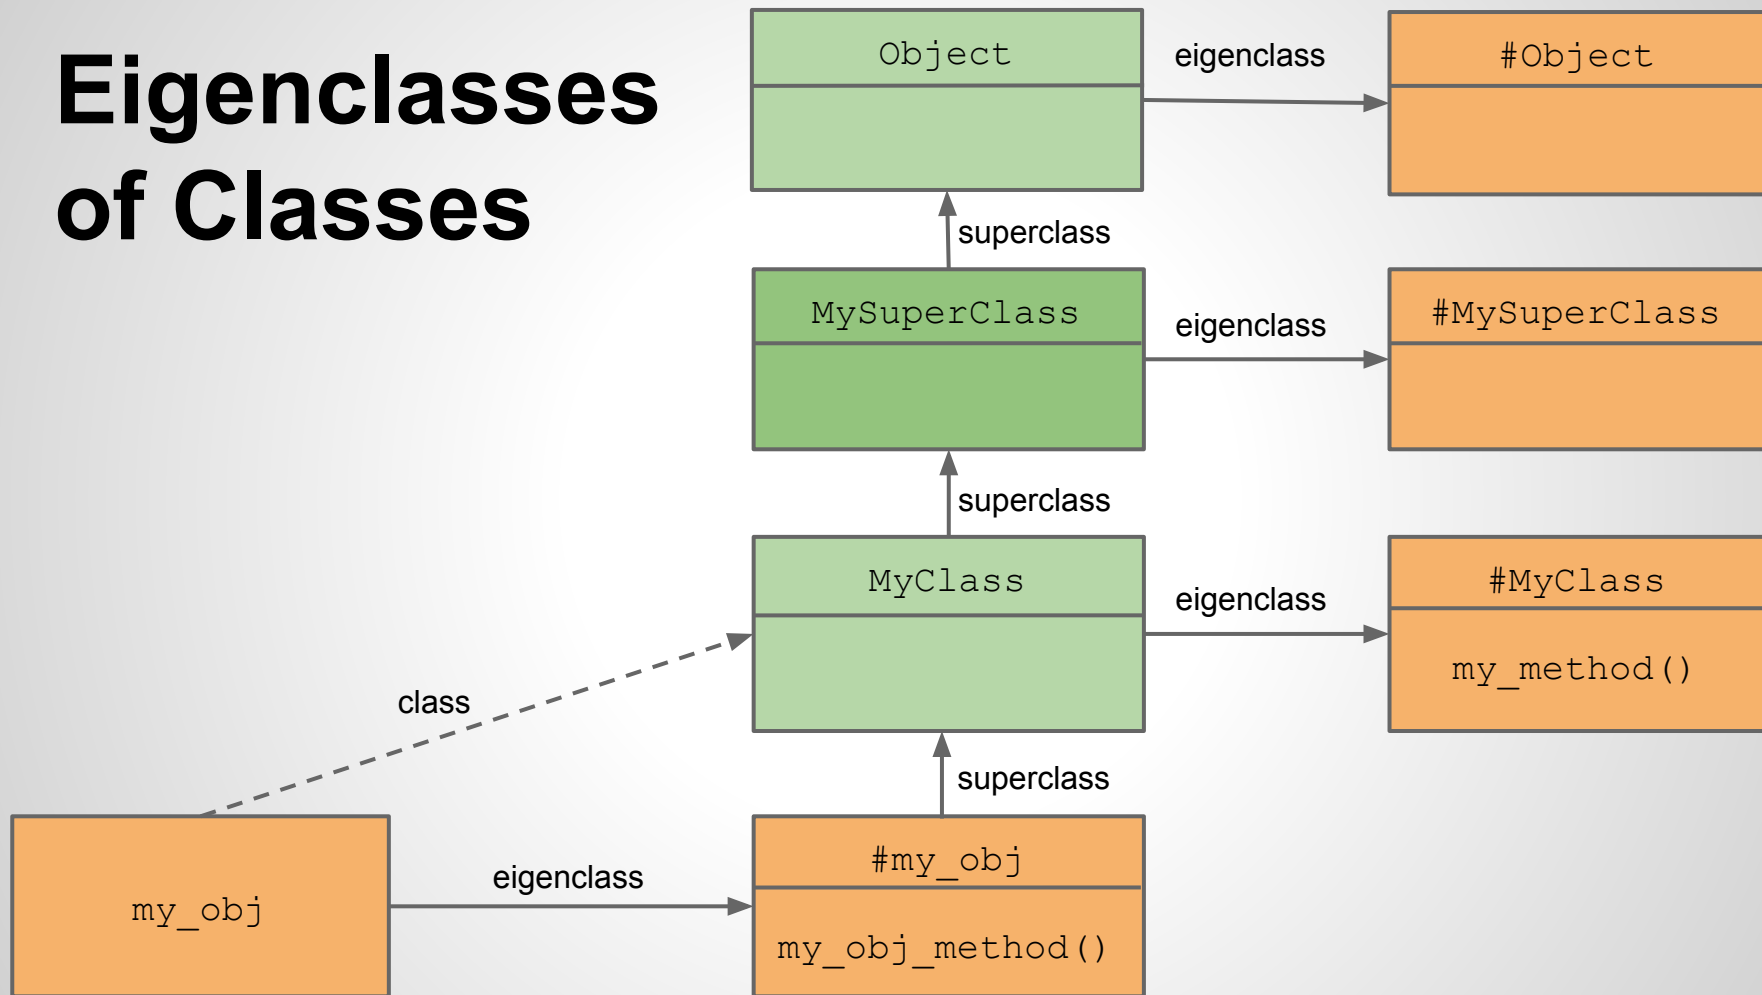 Eigenclasses
of Classes
Object
eigenclass
#Object
superclass
MySuperClass
eigenclass
#MySuperClass
superclass
MyClass
eigenclass
#MyClass
my_method()
class
superclass
my_obj
eigenclass
#my_obj
my_obj_method()